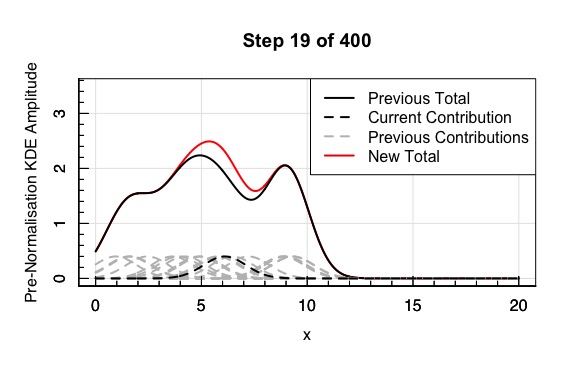 Step 19 of 400
Pre-Normalisation KDE Amplitude
3
2
1
0
Previous Total
Current Contribution
Previous Contributions
New Total
0 5 10 15 20
x